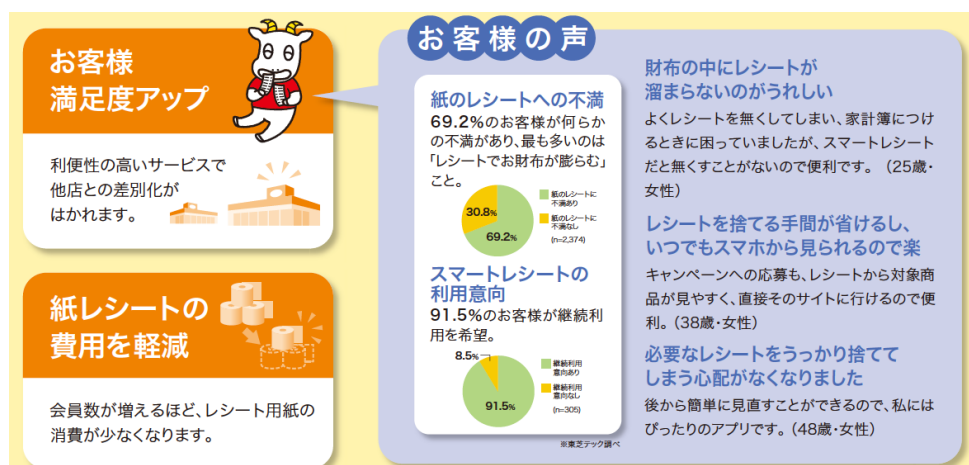 お客様
満足度アップ
利便性の高いサービスで
他店との差別化が
はかれます。
紙レシートの
費用を軽減
会員数が増えるほど、レシート用紙の
消費が少なくなります。
お客様の声
紙のレシートへの不満
69.2%のお客様が何らか
の不満があり、最も多いのは
「レシートでお財布が膨らむ」
こと。
30.8%
69.2%
紙のレシートに
不満あり
紙のレシートに
不満なし
(n=2,374)
スマートレシートの
利用意向
91.5%のお客様が継続利
用を希望。
8.5%
91.5%
継続利用
意向あり
継続利用
意向なし
(n=305)
※東芝テック調べ
財布の中にレシートが
溜まらないのがうれしい
よくレシートを無くしてしまい、家計簿につけ
るときに困っていましたが、スマートレシート
だと無くすことがないので便利です。（25歳・
女性）
レシートを捨てる手間が省けるし、
いつでもスマホから見られるので楽
キャンペーンへの応募も、レシートから対象商
品が見やすく、直接そのサイトに行けるので便
利。（38歳・女性）
必要なレシートをうっかり捨てて
しまう心配がなくなりました
後から簡単に見直すことができるので、私には
ぴったりのアプリです。（48歳・女性）